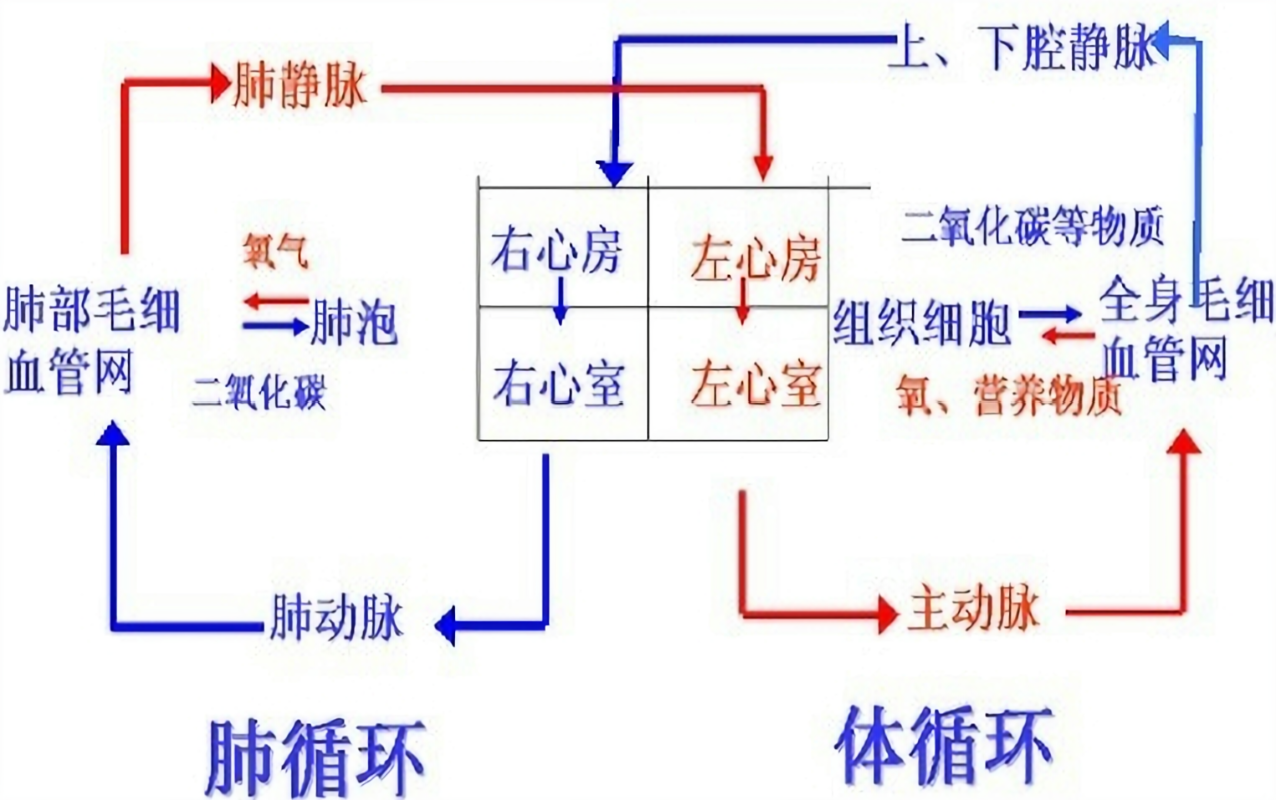 上、下腔静脉
肺静脉
二氧化碳等物质
氧气
右心房
左心房
肺部毛细
血管网
肺泡
组织细胞
全身毛细
血管网
二氧化碳
右心室
左心室
氧、营养物质
肺动脉
主动脉
肺循环
体循环